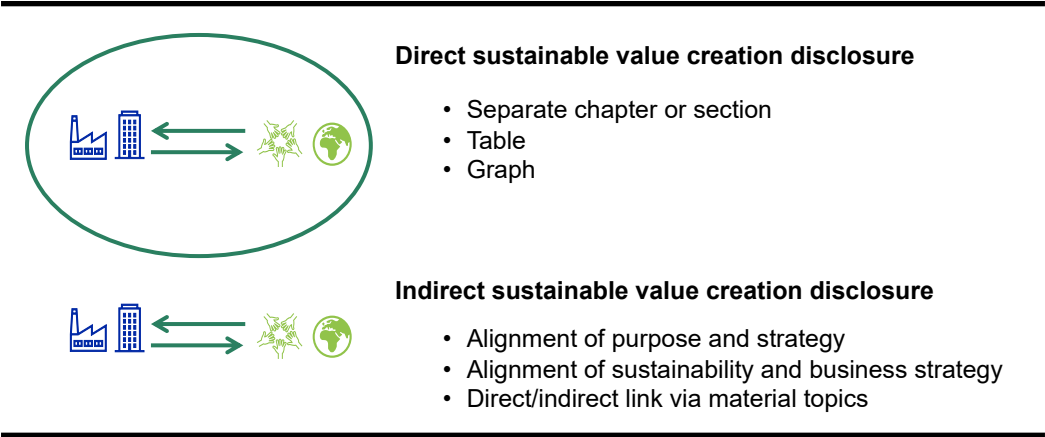 Direct sustainable value creation disclosure
• Separate chapter or section
• Table
• Graph
Indirect sustainable value creation disclosure
• Alignment of purpose and strategy
• Alignment of sustainability and business strategy
• Direct/indirect link via material topics